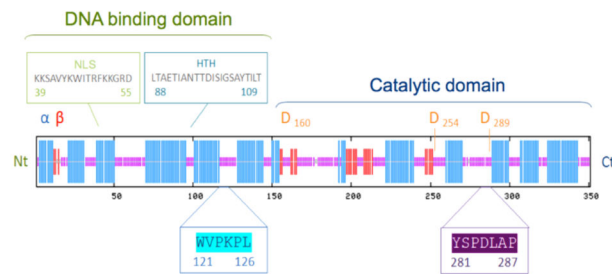 DNA binding domain
NLS
KKSAVYKWITRFKKGRD
39 55
HTH
LTAETIANTTDISIGSAYTILT
88 109
Catalytic domain
α β
D 160
D 254
D 289
Nt
Ct
50 100 150 200 250 300 350
WVPKPL
121 126
YSPDLAP
281 287